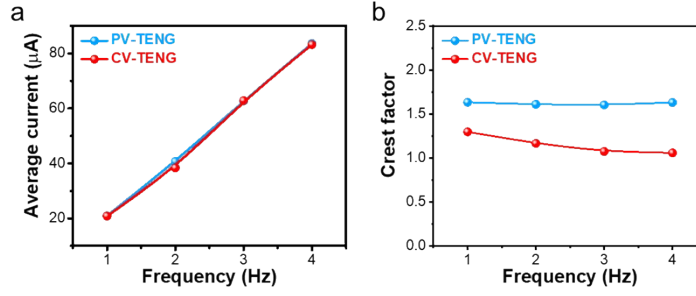 a
PV-TENG
CV-TENG
Average current (μA)
80
60
40
20
1 2 3 4
Frequency (Hz)
b
PV-TENG
CV-TENG
Crest factor
2.5
2.0
1.5
1.0
0.5
0.0
1 2 3 4
Frequency (Hz)